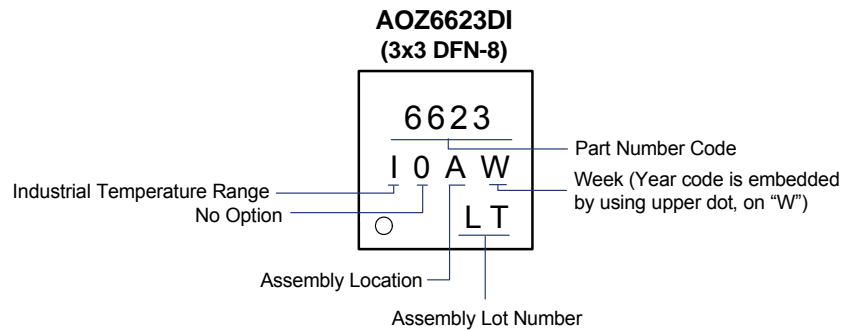 AOZ6623DI
(3x3 DFN-8)
6623
Part Number Code
I 0 A W
Week (Year code is embedded
by using upper dot, on “W”)
Industrial Temperature Range
No Option
L T
Assembly Location
Assembly Lot Number